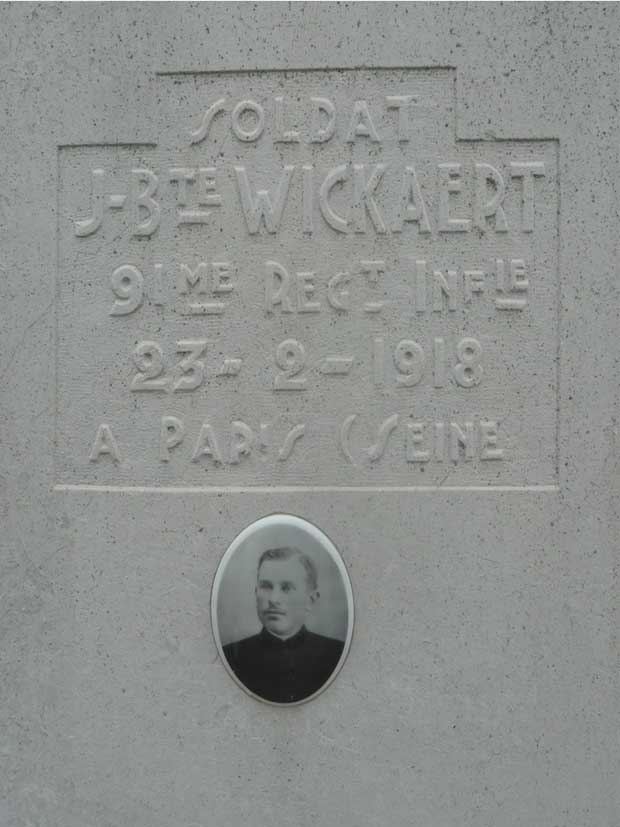 SOLDAT
J-BTE WICKAERT
91ME REGT INFIE
23-2-1918
A PARIS (SEINE